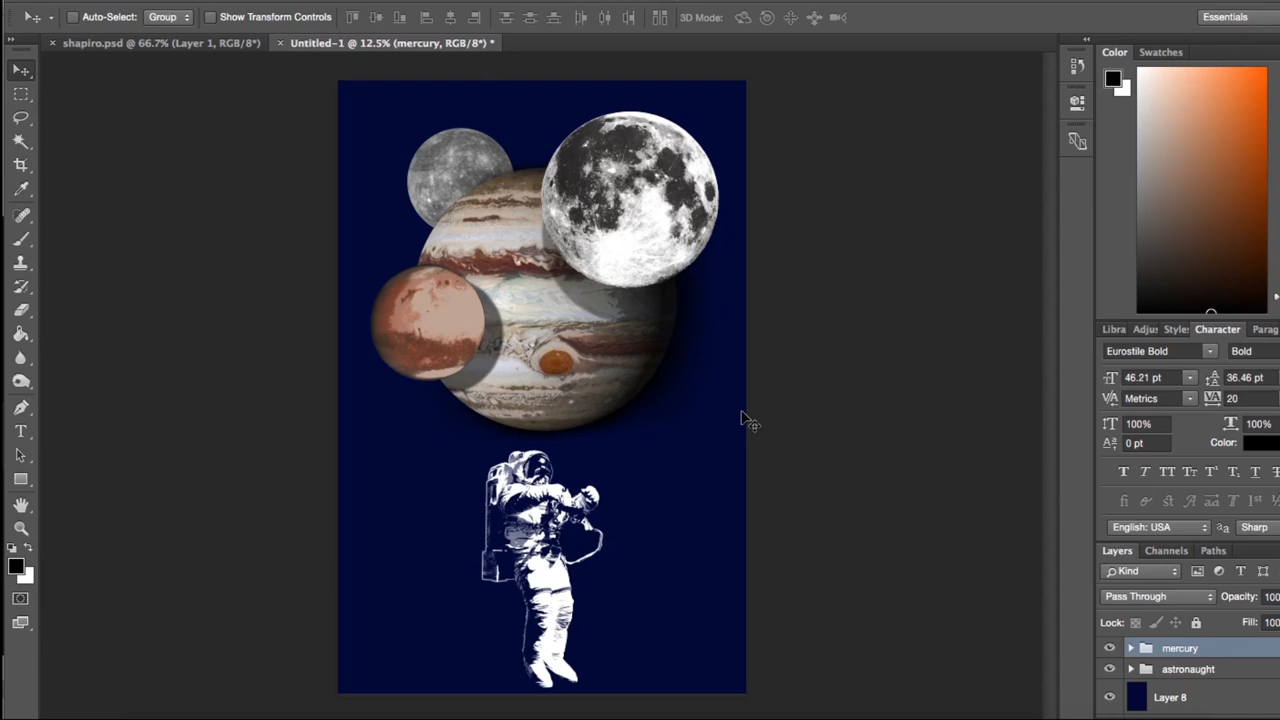 Auto-Select: Group Show Transform Controls 3D Mode: Essentials
shapiro.psd @ 66.7% (Layer 1, RGB/8*) Untitled-1 @ 12.5% (mercury, RGB/8*) *
Color Swatches
Libra Adju: Style: Character Parag
Eurostile Bold Bold
46.21 pt 36.46 pt
Metrics 20
100% 100%
0 pt Color:
English: USA Sharp
Layers Channels Paths
Kind
Pass Through Opacity: 100
Lock: Fill: 100
mercury
astronaught
Layer 8